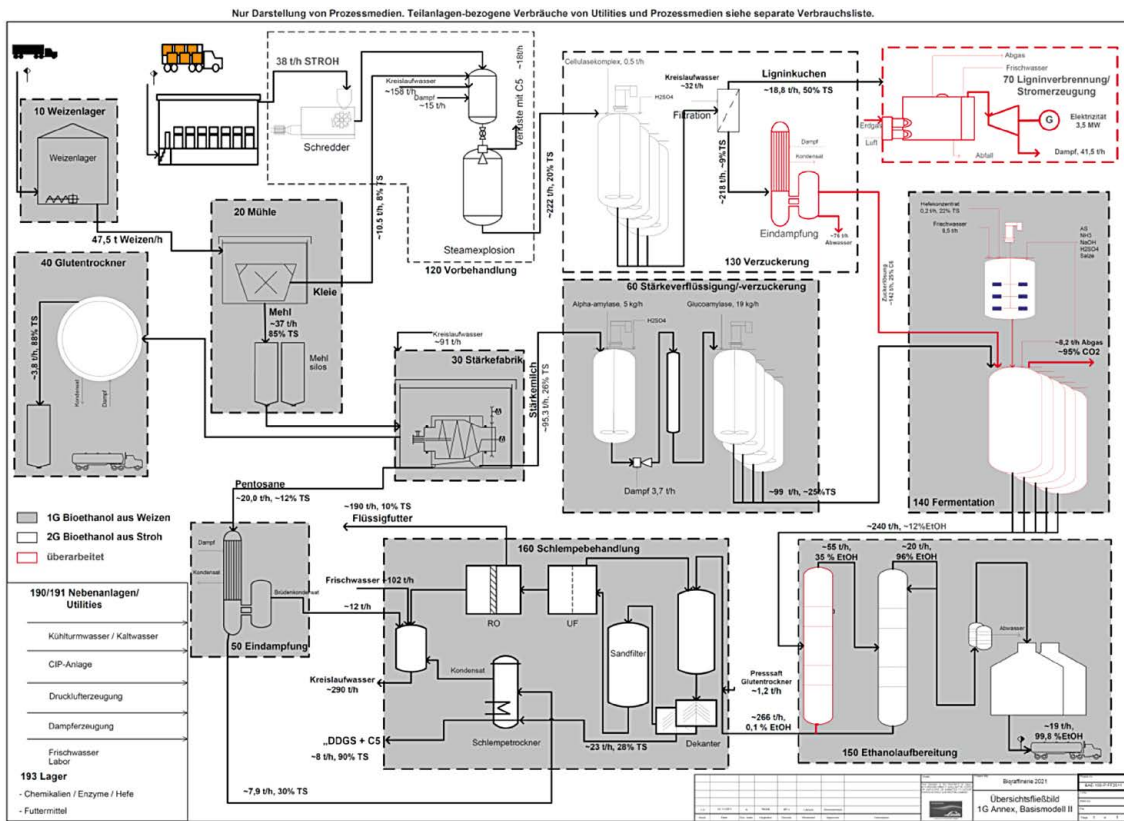 Nur Darstellung von Prozessmedien. Teilanlagen-bezogene Verbräuche von Utilities und Prozessmedien siehe separate Verbrauchsliste.
10 Weizenlager
Weizenlager
47,5 t Weizen/h
38 t/h STROH
Schredder
Kreislaufwasser
~158 t/h
Dampf
~15 t/h
Verluste mit C5 ~18t/h
~10,5 t/h, 8% TS
Steamexplosion
120 Vorbehandlung
~222 t/h, 20% TS
Cellulasekomplex, 0,5 t/h
H2SO4
Kreislaufwasser
~32 t/h
Filtration
Ligninkuchen
~18,8 t/h, 50% TS
~218 t/h, ~9%TS
Dampf
Kondensat
Eindampfung
~76 t/h
Abwasser
130 Verzuckerung
Abgas
Frischwasser
70 Ligninverbrennung/
Stromerzeugung
G
Elektrizität
3,5 MW
Erdgas
Luft
Abfall
Dampf, 41,5 t/h
20 Mühle
Kleie
Mehl
~37 t/h
85% TS
Mehl
silos
40 Glutentrockner
~3,8 t/h, 88% TS
Kondensat
Dampf
Kreislaufwasser
~91 t/h
30 Stärkefabrik
M
M
Stärkemilch
~95,3 t/h, 26% TS
60 Stärkeverflüssigung/-verzuckerung
Alpha-amylase, 5 kg/h
H2SO4
Glucoamylase, 19 kg/h
Dampf 3,7 t/h
~99 t/h, ~25%TS
Zuckerlösung
~142 t/h, 25% C6
Hefekonzentrat
0,2 t/h, 22% TS
Frischwasser
8,5 t/h
AS
NH3
NaOH
H2SO4
Salze
~8,2 t/h Abgas
~95% CO2
140 Fermentation
~240 t/h, ~12%EtOH
Pentosane
~20,0 t/h, ~12% TS
1G Bioethanol aus Weizen
2G Bioethanol aus Stroh
überarbeitet
Dampf
Kondensat
Brüdenkondensat
~12 t/h
50 Eindampfung
~7,9 t/h, 30% TS
~190 t/h, 10% TS
Flüssigfutter
160 Schlempebehandlung
Frischwasser ~102 t/h
RO
UF
Sandfilter
Kondensat
Kreislaufwasser
~290 t/h
Schlempetrockner
„DDGS + C5
~8 t/h, 90% TS
~23 t/h, 28% TS
Dekanter
Presssaft
Glutentrockner
~1,2 t/h
~266 t/h,
0,1 % EtOH
~55 t/h,
35 % EtOH
~20 t/h,
96% EtOH
Abwasser
~19 t/h,
99,8 %EtOH
150 Ethanolaufbereitung
190/191 Nebenanlagen/
Utilities
Kühlturmwasser / Kaltwasser
CIP-Anlage
Drucklufterzeugung
Dampferzeugung
Frischwasser
Labor
193 Lager
- Chemikalien / Enzyme / Hefe
- Futtermittel
Bioraffinerie 2021
Übersichtsfließbild
1G Annex, Basismodell II